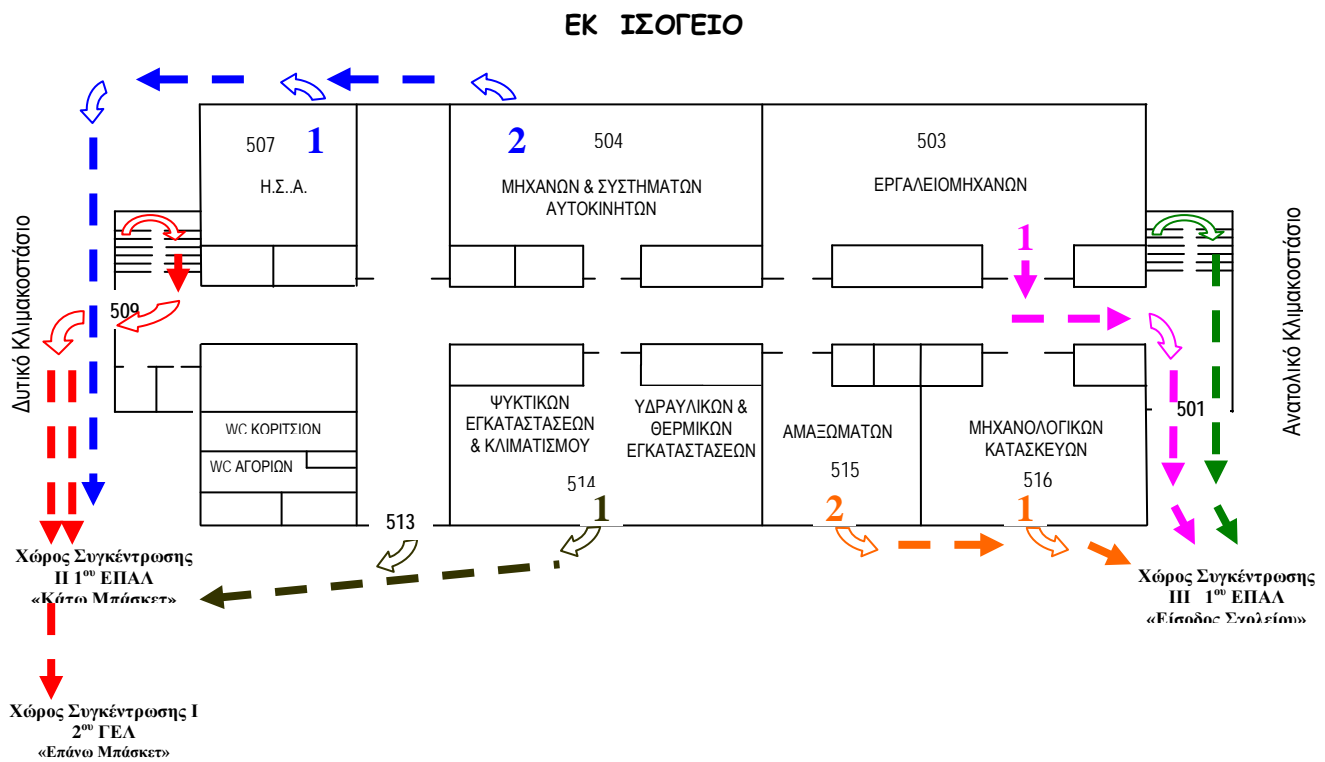 ΕΚ ΙΣΟΓΕΙΟ
507
1
Η.Σ..Α.
2
504
ΜΗΧΑΝΩΝ & ΣΥΣΤΗΜΑΤΩΝ
ΑΥΤΟΚΙΝΗΤΩΝ
503
ΕΡΓΑΛΕΙΟΜΗΧΑΝΩΝ
1
Δυτικό Κλιμακοστάσιο
Ανατολικό Κλιμακοστάσιο
509
501
WC ΚΟΡΙΤΣΙΩΝ
WC ΑΓΟΡΙΩΝ
513
ΨΥΚΤΙΚΩΝ
ΕΓΚΑΤΑΣΤΑΣΕΩΝ
& ΚΛΙΜΑΤΙΣΜΟΥ
514
1
ΥΔΡΑΥΛΙΚΩΝ &
ΘΕΡΜΙΚΩΝ
ΕΓΚΑΤΑΣΤΑΣΕΩΝ
ΑΜΑΞΩΜΑΤΩΝ
515
2
ΜΗΧΑΝΟΛΟΓΙΚΩΝ
ΚΑΤΑΣΚΕΥΩΝ
516
1
Χώρος Συγκέντρωσης
ΙΙ 1ου ΕΠΑΛ
«Κάτω Μπάσκετ»
Χώρος Συγκέντρωσης
ΙΙΙ 1ου ΕΠΑΛ
«Είσοδος Σχολείου»
Χώρος Συγκέντρωσης Ι
2ου ΓΕΛ
«Επάνω Μπάσκετ»